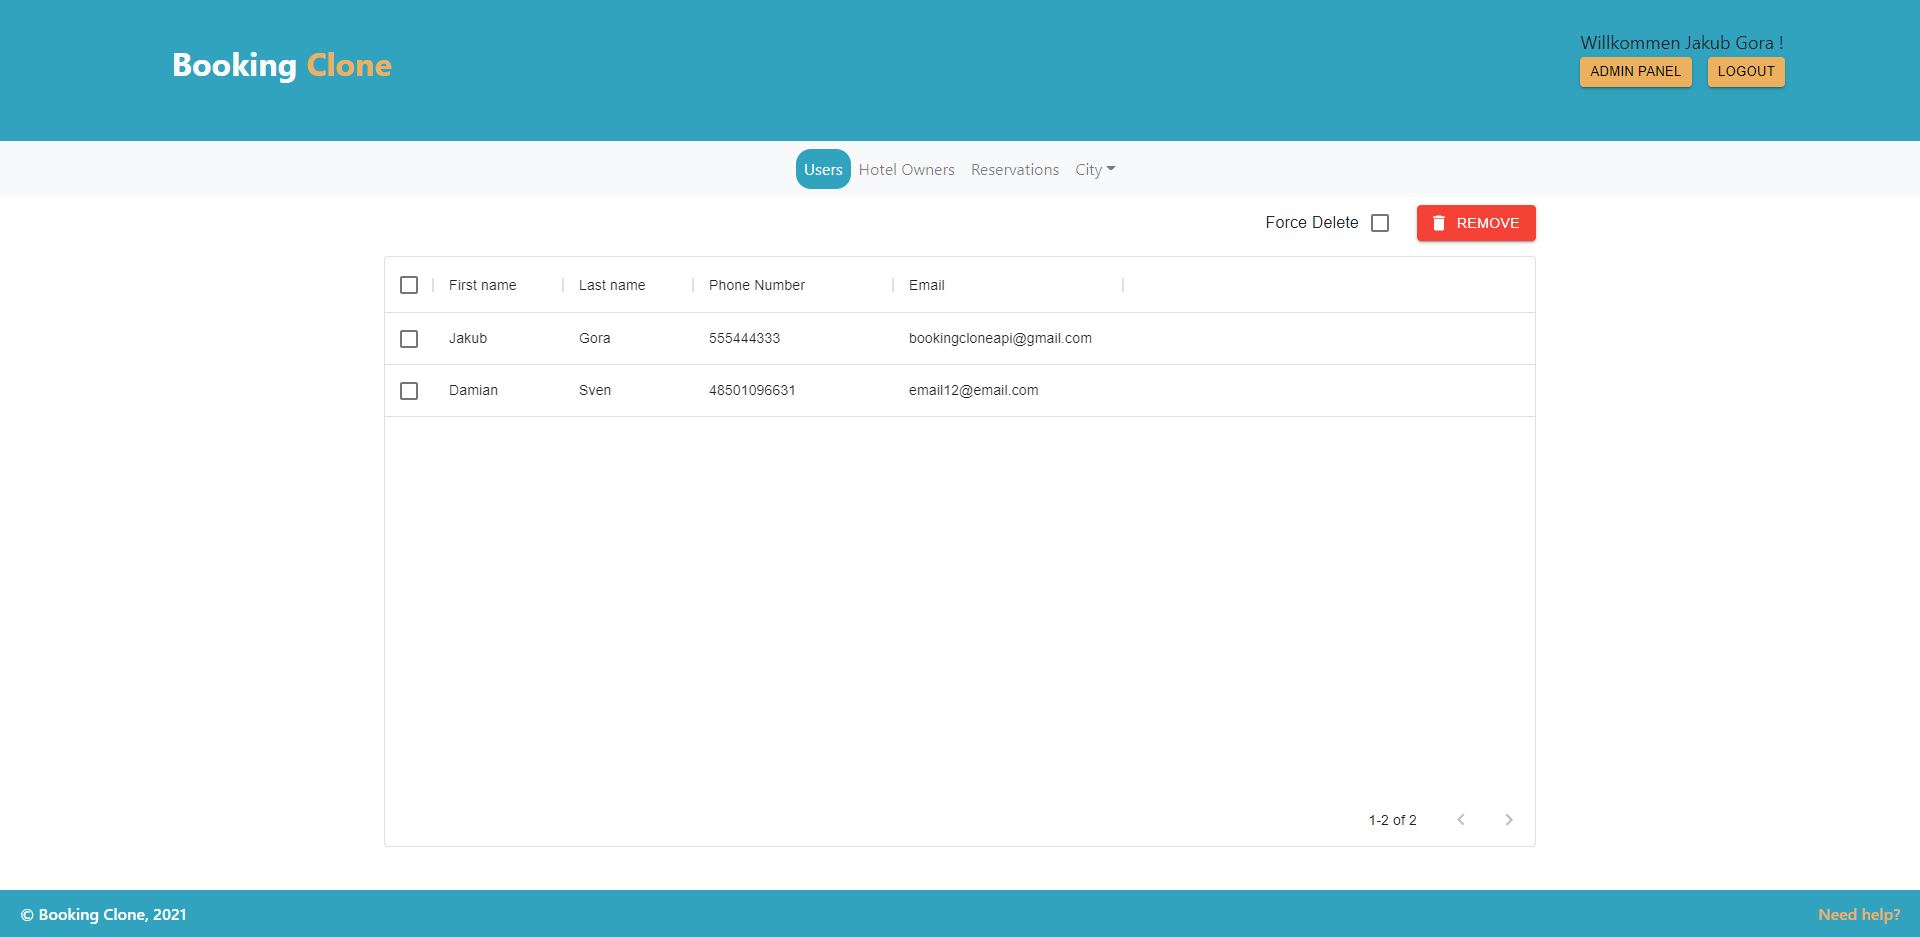 Booking Clone
Willkommen Jakub Gora !
ADMIN PANEL LOGOUT
Users Hotel Owners Reservations City
Force Delete REMOVE
First name Last name Phone Number Email
Jakub Gora 555444333 bookingcloneapi@gmail.com
Damian Sven 48501096631 email12@email.com
1-2 of 2
© Booking Clone, 2021 Need help?